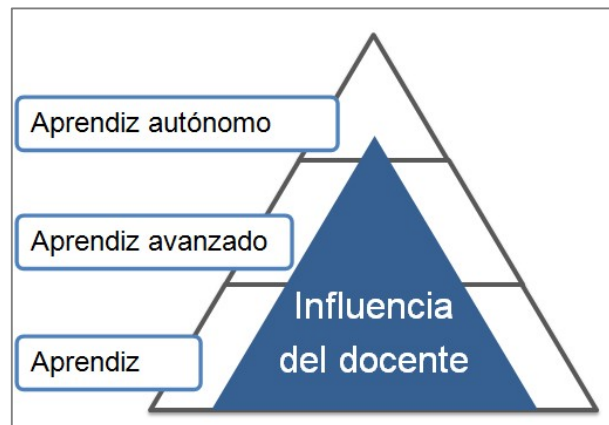 Aprendiz autónomo
Aprendiz avanzado
Influencia
del docente
Aprendiz